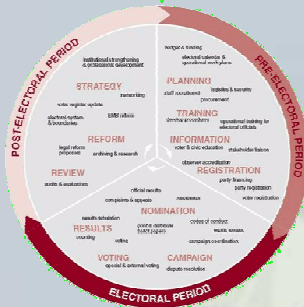 POST-ELECTORAL PERIOD
PRE-ELECTORAL PERIOD
ELECTORAL PERIOD
budget & funding
electoral calendar &
operational work plans
PLANNING
staff recruitment
logistics & security
procurement
TRAINING
operational training for
electoral officials
INFORMATION
voter & civic education
stakeholder liaison
observer accreditation
REGISTRATION
party financing
party registration
voter registration
NOMINATION
codes of conduct
campaign coordination
CAMPAIGN
dispute resolution
VOTING
special & external voting
voting
RESULTS
results tabulation
counting
official results
complaints & appeals
institutional strengthening
& professional development
STRATEGY
networking
voter register update
electoral system
& boundaries
EMB reform
REFORM
legal reform
proposals
archiving & research
REVIEW
audits & evaluations